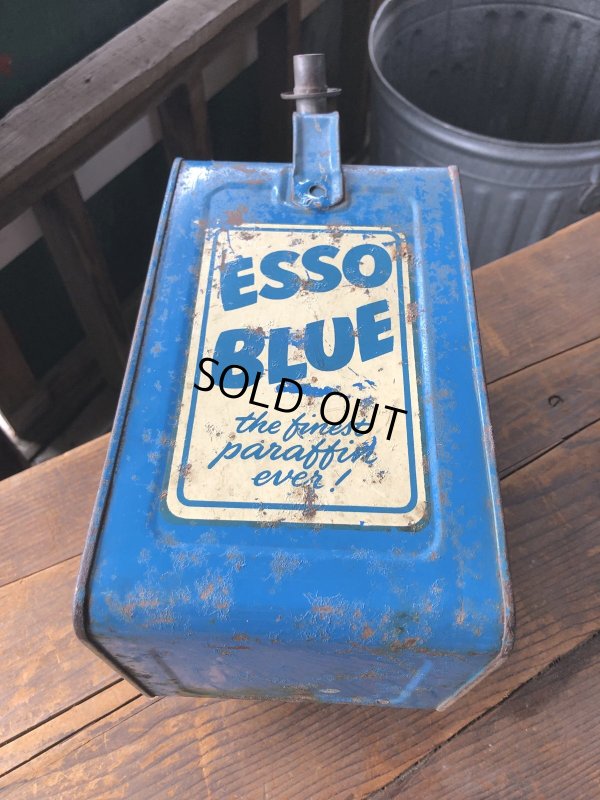 ESSO
BLUE
SOLD OUT
the finest
paraffin
ever!